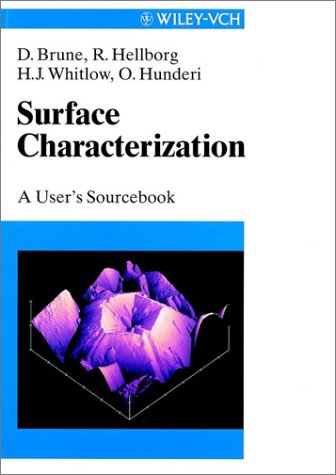 WILEY-VCH
D. Brune, R. Hellborg
H.J. Whitlow, O. Hunderi
Surface
Characterization
A User's Sourcebook